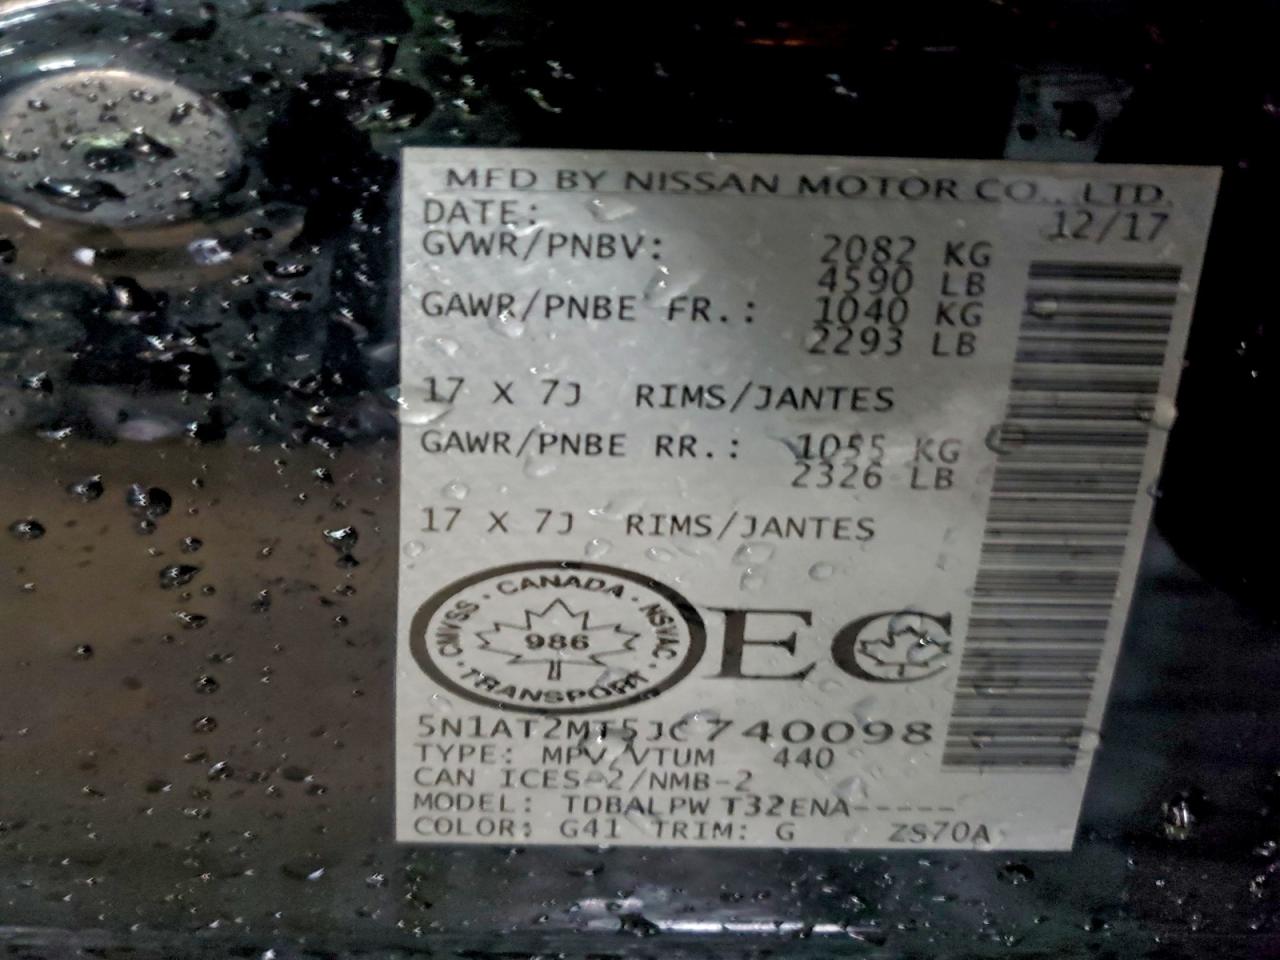 MFD BY NISSAN MOTOR CO., LTD.
DATE: 12/17
GVWR/PNBV: 2082 KG
4590 LB
GAWR/PNBE FR.: 1040 KG
2293 LB
17 X 7J RIMS/JANTES
GAWR/PNBE RR.: 1055 KG
2326 LB
17 X 7J RIMS/JANTES
CANADA · NSVAC · TRANSPORT · CMVSS ·
986
EC
5N1AT2MT5JC740098
TYPE: MPV/VTUM 440
CAN ICES-2/NMB-2
MODEL: TDBALPW T32ENA-----
COLOR: G41 TRIM: G ZS70A